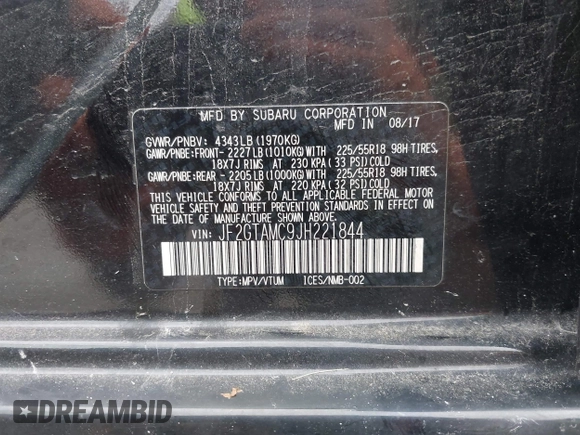 MFD BY SUBARU CORPORATION IN 08/17
GVWR/PNBV: 4343LB (1970KG)
GAWR/PNBE:FRONT- 2227LB (1010KG) WITH 225/55R18 98H TIRES,
18X7J RIMS AT 230 KPA (33 PSI) COLD
GAWR/PNBE:REAR - 2205LB (1000KG) WITH 225/55R18 98H TIRES,
18X7J RIMS AT 220 KPA (32 PSI) COLD
THIS VEHICLE CONFORMS TO ALL APPLICABLE FEDERAL MOTOR
VEHICLE SAFETY AND BUMPER STANDARDS IN EFFECT ON
THE DATE OF MANUFACTURE SHOWN ABOVE.
VIN: JF2GTAMC9JH221844
TYPE:MPV/VTUM ICES/NMB-002
DREAMBID